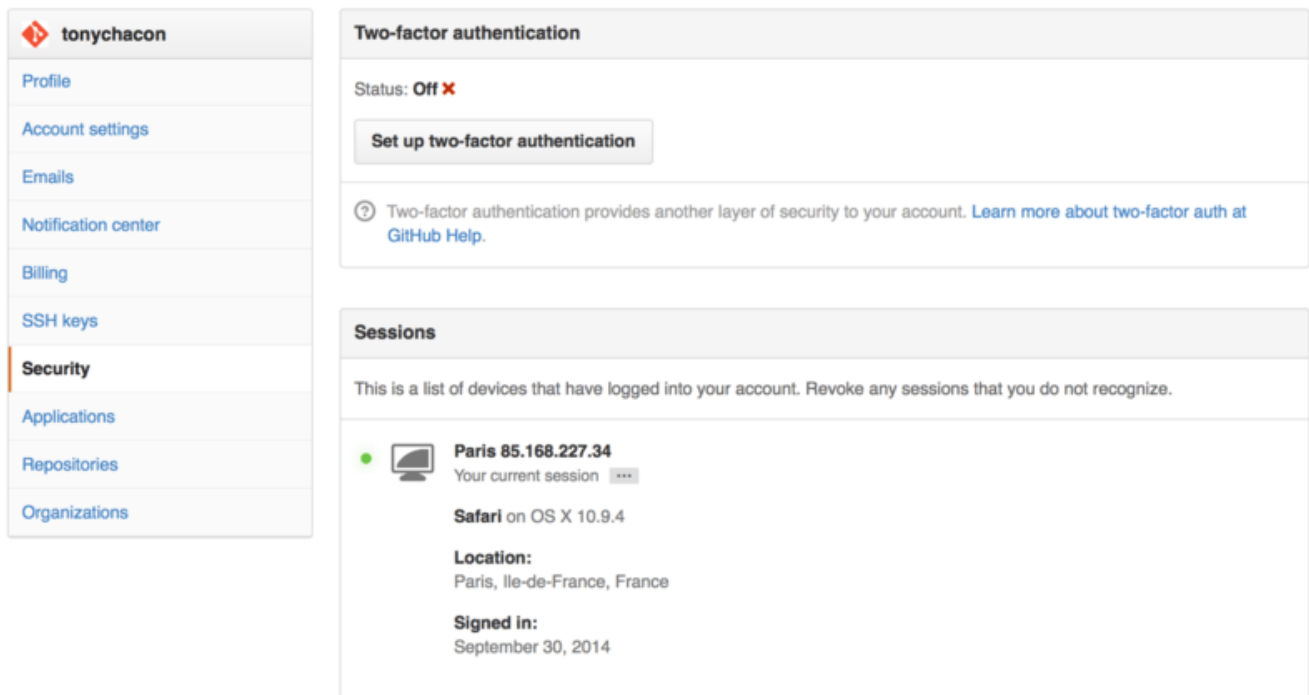 tonychacon
Profile
Account settings
Emails
Notification center
Billing
SSH keys
Security
Applications
Repositories
Organizations
Two-factor authentication
Status: Off ✖
Set up two-factor authentication
Two-factor authentication provides another layer of security to your account. Learn more about two-factor auth at
GitHub Help.
Sessions
This is a list of devices that have logged into your account. Revoke any sessions that you do not recognize.
Paris 85.168.227.34
Your current session ···
Safari on OS X 10.9.4
Location:
Paris, Ile-de-France, France
Signed in:
September 30, 2014